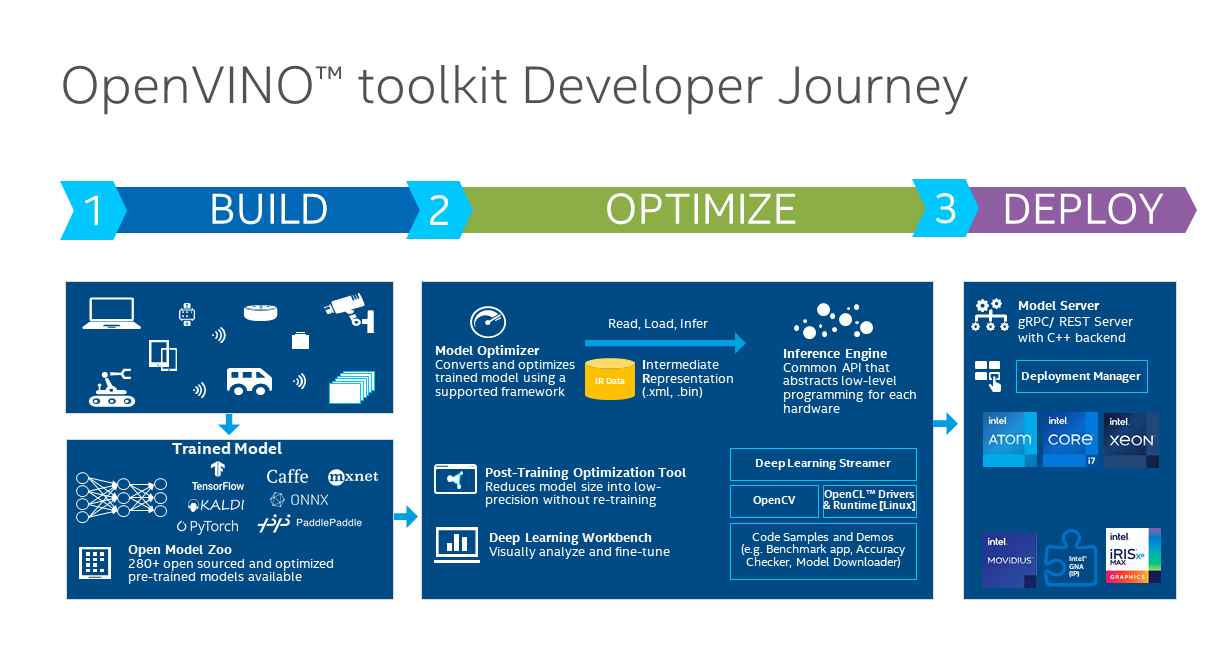 OpenVINO™ toolkit Developer Journey
1
BUILD
2
OPTIMIZE
3
DEPLOY
Trained Model
TensorFlow
Caffe
mxnet
KALDI
ONNX
PyTorch
PaddlePaddle
Open Model Zoo
280+ open sourced and optimized
pre-trained models available
Model Optimizer
Converts and optimizes
trained model using a
supported framework
Read, Load, Infer
IR Data
Intermediate
Representation
(.xml, .bin)
Inference Engine
Common API that
abstracts low-level
programming for each
hardware
Post-Training Optimization Tool
Reduces model size into low-
precision without re-training
Deep Learning Workbench
Visually analyze and fine-tune
Deep Learning Streamer
OpenCV
OpenCL™ Drivers
& Runtime [Linux]
Code Samples and Demos
(e.g. Benchmark app, Accuracy
Checker, Model Downloader)
Model Server
gRPC/ REST Server
with C++ backend
Deployment Manager
intel.
ATOM
intel.
CORE
i7
intel.
XEON
intel.
MOVIDIUS
Intel®
GNA
(IP)
intel.
iRIS Xe
MAX
GRAPHICS